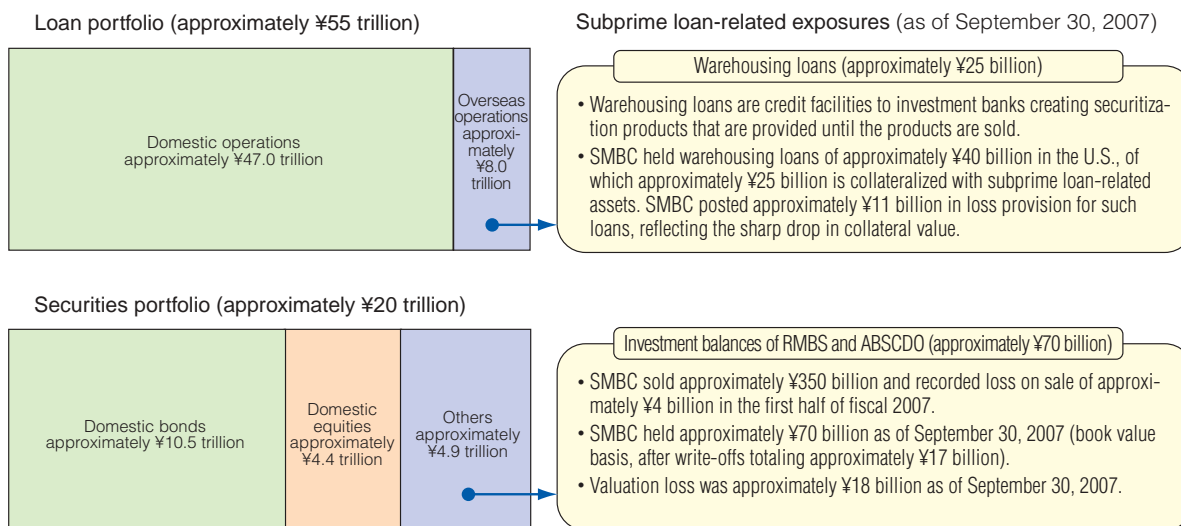 Loan portfolio (approximately ¥55 trillion)
Domestic operations
approximately ¥47.0 trillion
Overseas
operations
approxi-
mately
¥8.0
trillion
Subprime loan-related exposures (as of September 30, 2007)
Warehousing loans (approximately ¥25 billion)
• Warehousing loans are credit facilities to investment banks creating securitiza-
tion products that are provided until the products are sold.
• SMBC held warehousing loans of approximately ¥40 billion in the U.S., of
which approximately ¥25 billion is collateralized with subprime loan-related
assets. SMBC posted approximately ¥11 billion in loss provision for such
loans, reflecting the sharp drop in collateral value.
Securities portfolio (approximately ¥20 trillion)
Domestic bonds
approximately ¥10.5 trillion
Domestic
equities
approximately
¥4.4 trillion
Others
approximately
¥4.9 trillion
Investment balances of RMBS and ABSCDO (approximately ¥70 billion)
• SMBC sold approximately ¥350 billion and recorded loss on sale of approxi-
mately ¥4 billion in the first half of fiscal 2007.
• SMBC held approximately ¥70 billion as of September 30, 2007 (book value
basis, after write-offs totaling approximately ¥17 billion).
• Valuation loss was approximately ¥18 billion as of September 30, 2007.